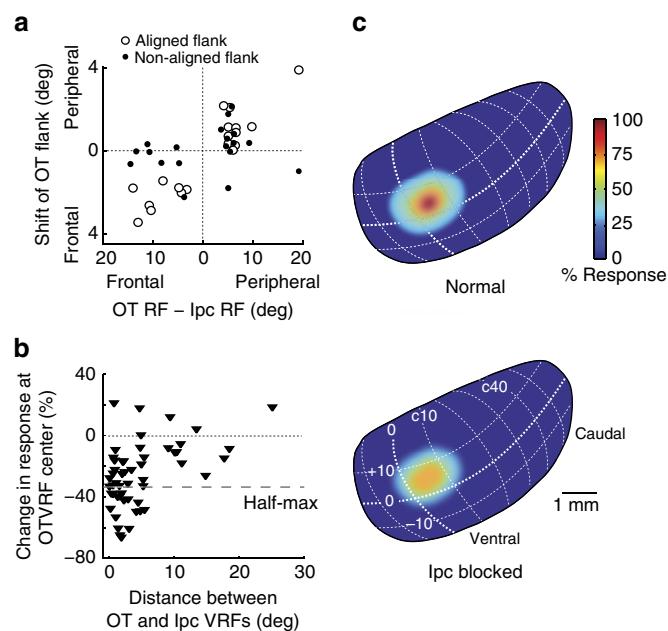 a
Aligned flank
Non-aligned flank
Shift of OT flank (deg)
Peripheral
Frontal
4
0
4
20
10
0
10
20
Frontal
Peripheral
OT RF – Ipc RF (deg)
b
Change in response at
OTVRF center (%)
40
0
–40
–80
Half-max
0
10
20
30
Distance between
OT and Ipc VRFs (deg)
c
100
75
50
25
0
% Response
Normal
0
c10
c40
+10
0
–10
Caudal
Ventral
1 mm
Ipc blocked